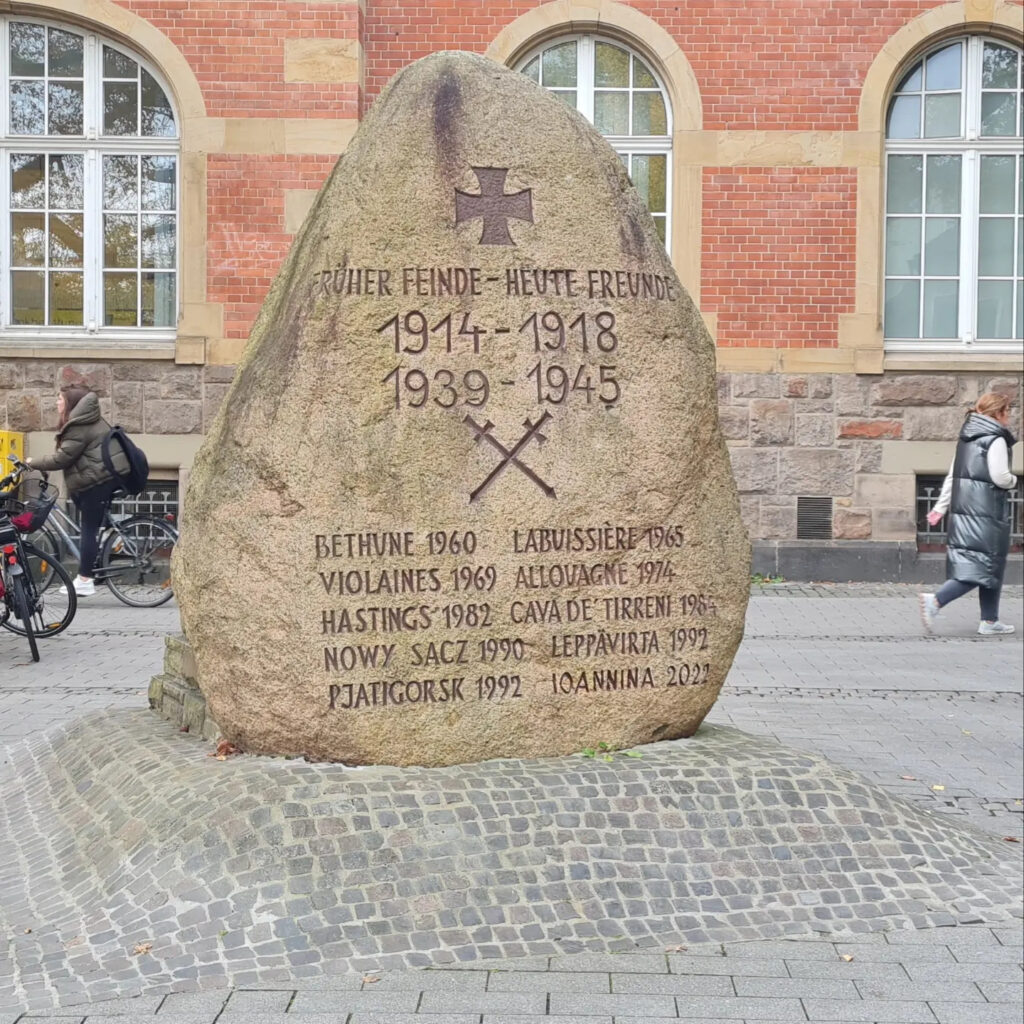 FRÜHER FEINDE - HEUTE FREUNDE
1914 - 1918
1939 - 1945
BÉTHUNE 1960 LABUISSIÈRE 1965
VIOLAINES 1969 ALLOUAGNE 1974
HASTINGS 1982 CAVA DE' TIRRENI 1984
NOWY SACZ 1990 LEPPÄVIRTA 1992
PJATIGORSK 1992 IOANNINA 2022